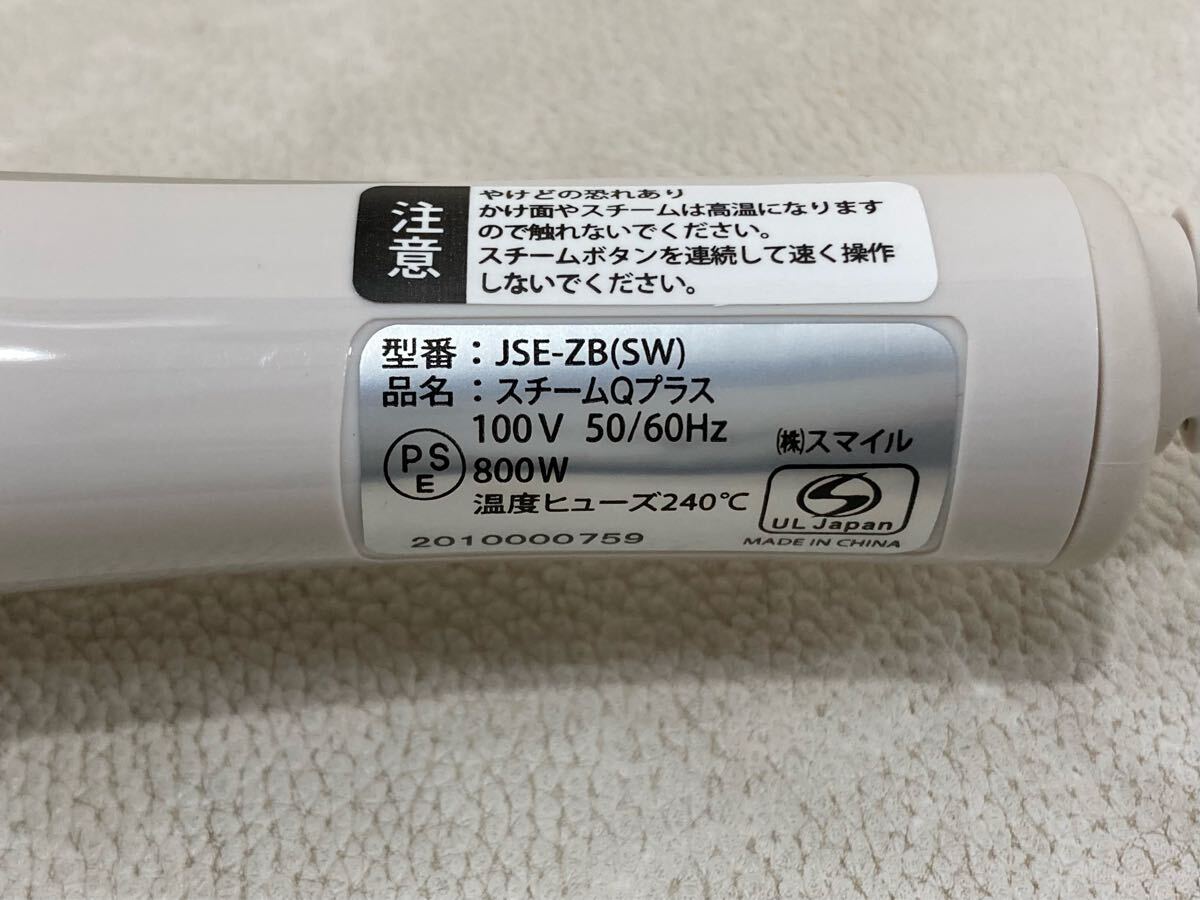 注意
やけどの恐れあり
かけ面やスチームは高温になります
ので触れないでください。
スチームボタンを連続して速く操作
しないでください。
型番：JSE-ZB(SW)
品名：スチームQプラス
100V 50/60Hz
PSE
800W
温度ヒューズ240℃
2010000759
㈱スマイル
UL Japan
MADE IN CHINA